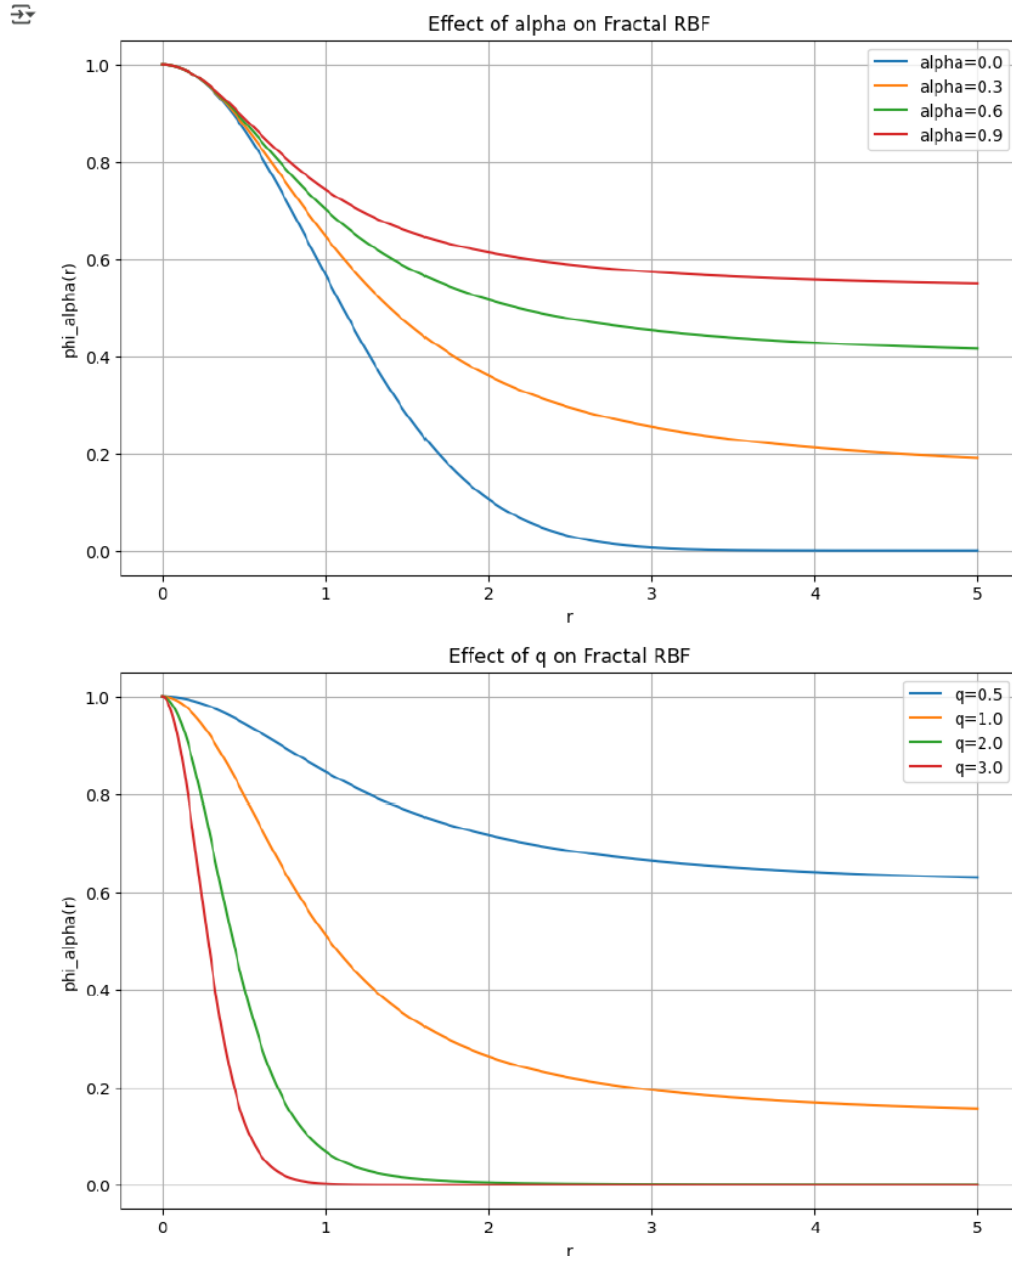 Effect of alpha on Fractal RBF
alpha=0.0
alpha=0.3
alpha=0.6
alpha=0.9
phi_alpha(r)
1.0
0.8
0.6
0.4
0.2
0.0
0 1 2 3 4 5
r
Effect of q on Fractal RBF
q=0.5
q=1.0
q=2.0
q=3.0
phi_alpha(r)
1.0
0.8
0.6
0.4
0.2
0.0
0 1 2 3 4 5
r